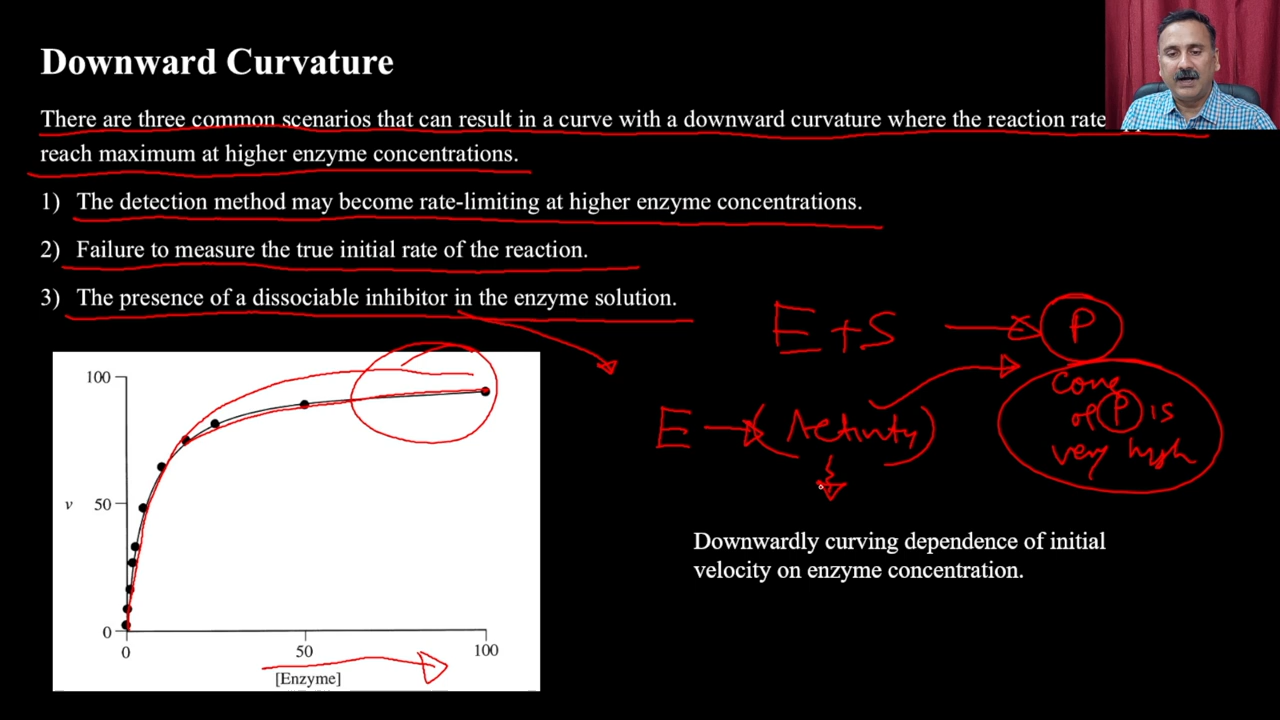 Downward Curvature
There are three common scenarios that can result in a curve with a downward curvature where the reaction rate
reach maximum at higher enzyme concentrations.
1) The detection method may become rate-limiting at higher enzyme concentrations.
2) Failure to measure the true initial rate of the reaction.
3) The presence of a dissociable inhibitor in the enzyme solution.
E+S → P
Conc
of P is
very high
E → (Activity)
100
v 50
0
0 50 100
[Enzyme]
Downwardly curving dependence of initial
velocity on enzyme concentration.